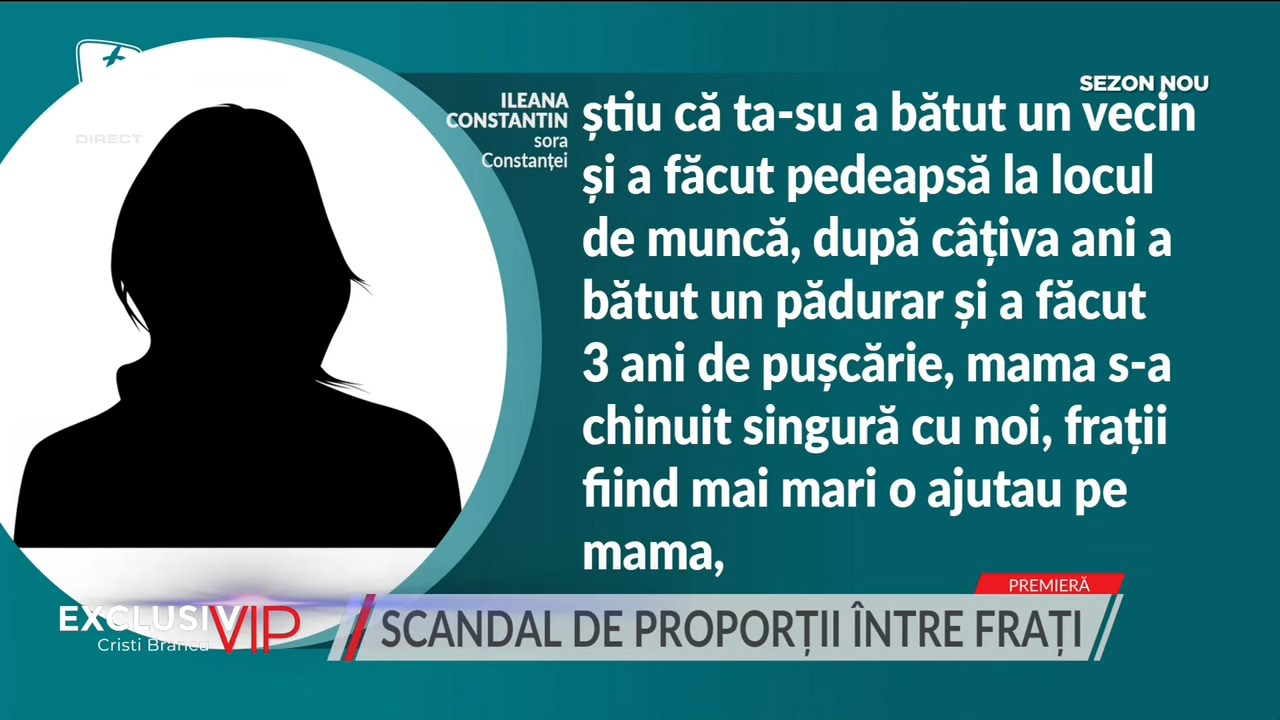 SEZON NOU
DIRECT
ILEANA
CONSTANTIN
sora
Constanței
știu că ta-su a bătut un vecin
și a făcut pedeapsă la locul
de muncă, după câțiva ani a
bătut un pădurar și a făcut
3 ani de pușcărie, mama s-a
chinuit singură cu noi, frații
fiind mai mari o ajutau pe
mama,
PREMIERĂ
EXCLUSIV VIP
Cristi Brancu
SCANDAL DE PROPORȚII ÎNTRE FRAȚI